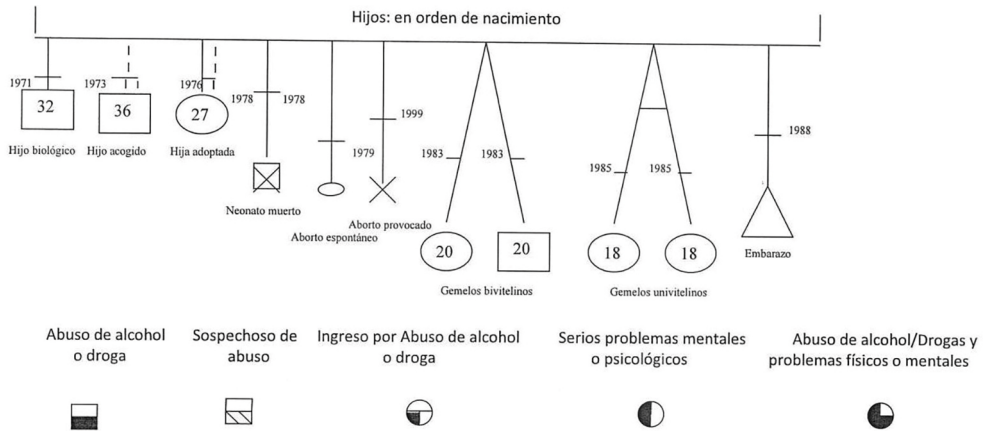 Hijos: en orden de nacimiento
1971
1973
1976
1978
1978
1979
1999
1983
1983
1985
1985
1988
32
36
27
Hijo biológico
Hijo acogido
Hija adoptada
Neonato muerto
Aborto espontáneo
Aborto provocado
20
20
18
18
Embarazo
Gemelos bivitelinos
Gemelos univitelinos
Abuso de alcohol
o droga
Sospechoso de
abuso
Ingreso por Abuso de alcohol
o droga
Serios problemas mentales
o psicológicos
Abuso de alcohol/Drogas y
problemas físicos o mentales